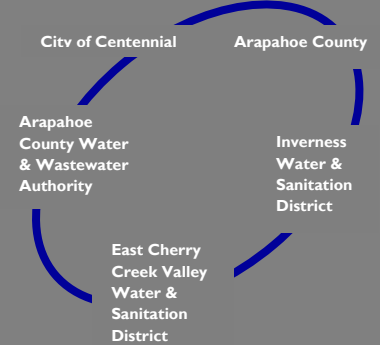 City of Centennial
Arapahoe County
Arapahoe
County Water
& Wastewater
Authority
Inverness
Water &
Sanitation
District
East Cherry
Creek Valley
Water &
Sanitation
District